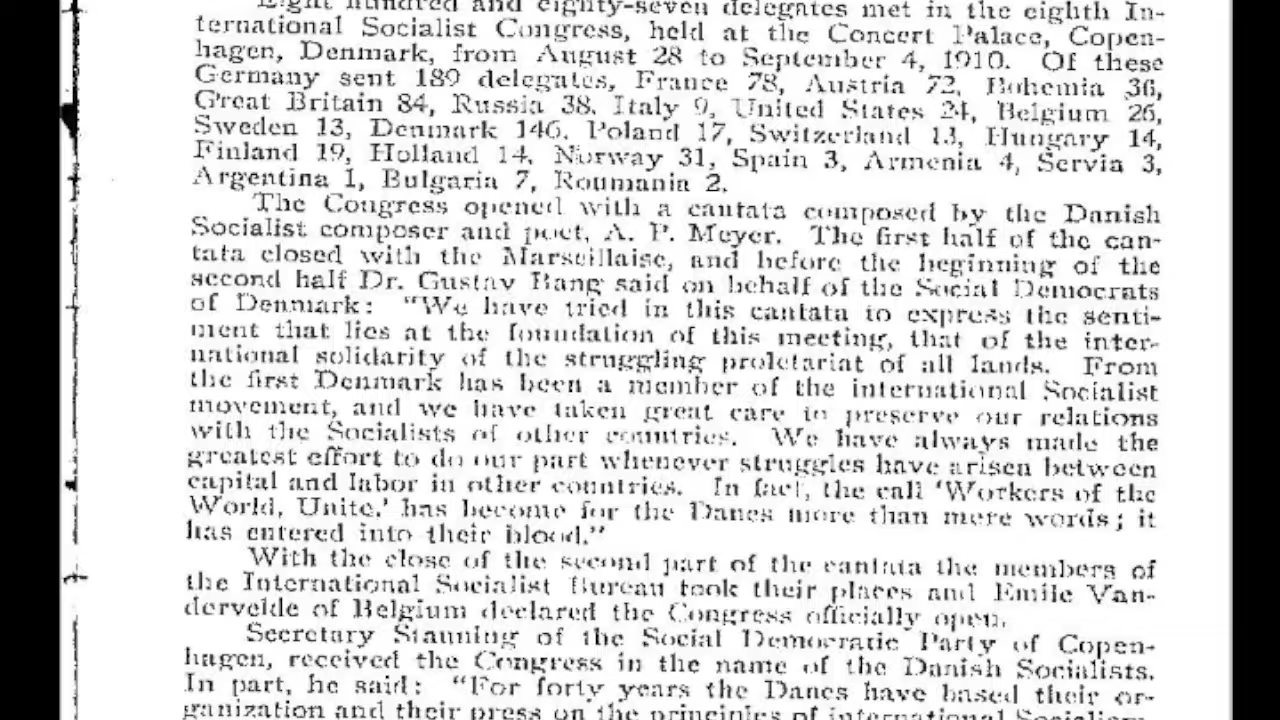 Eight hundred and eighty-seven delegates met in the eighth In-
ternational Socialist Congress, held at the Concert Palace, Copen-
hagen, Denmark, from August 28 to September 4, 1910. Of these
Germany sent 189 delegates, France 78, Austria 72, Bohemia 36,
Great Britain 84, Russia 38, Italy 9, United States 24, Belgium 26,
Sweden 13, Denmark 146, Poland 17, Switzerland 13, Hungary 14,
Finland 19, Holland 14, Norway 31, Spain 3, Armenia 4, Servia 3,
Argentina 1, Bulgaria 7, Roumania 2.
The Congress opened with a cantata composed by the Danish
Socialist composer and poet, A. P. Meyer. The first half of the can-
tata closed with the Marseillaise, and before the beginning of the
second half Dr. Gustav Bang said on behalf of the Social Democrats
of Denmark: "We have tried in this cantata to express the senti-
ment that lies at the foundation of this meeting, that of the inter-
national solidarity of the struggling proletariat of all lands. From
the first Denmark has been a member of the international Socialist
movement, and we have taken great care to preserve our relations
with the Socialists of other countries. We have always made the
greatest effort to do our part whenever struggles have arisen between
capital and labor in other countries. In fact, the call 'Workers of the
World, Unite,' has become for the Danes more than mere words; it
has entered into their blood."
With the close of the second part of the cantata the members of
the International Socialist Bureau took their places and Emile Van-
dervelde of Belgium declared the Congress officially open.
Secretary Stauning of the Social Democratic Party of Copen-
hagen, received the Congress in the name of the Danish Socialists.
In part, he said: "For forty years the Danes have based their or-
ganization and their press on the principles of international Socialism.